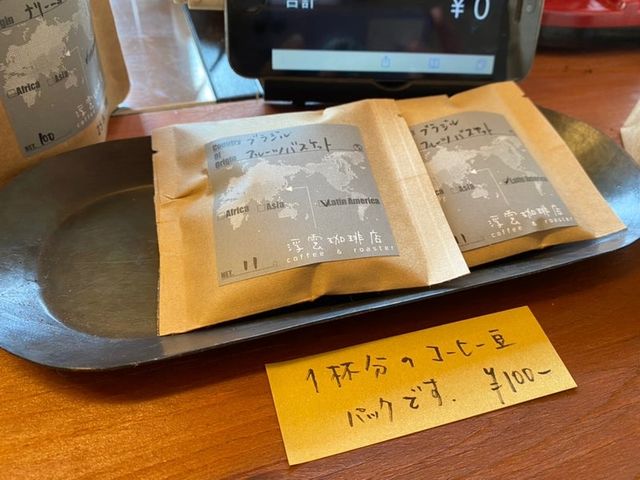 合計
¥0
Africa
Asia
NET. 100
Country
of
Origin
ブラジル
フルーツバスケット
Africa
Asia
Latin America
浮雲珈琲店
coffee & roaster
NET. 11
ブラジル
フルーツバスケット
Asia
Latin America
浮雲珈琲店
coffee & roaster
11
1杯分のコーヒー豆
パックです. ¥100-